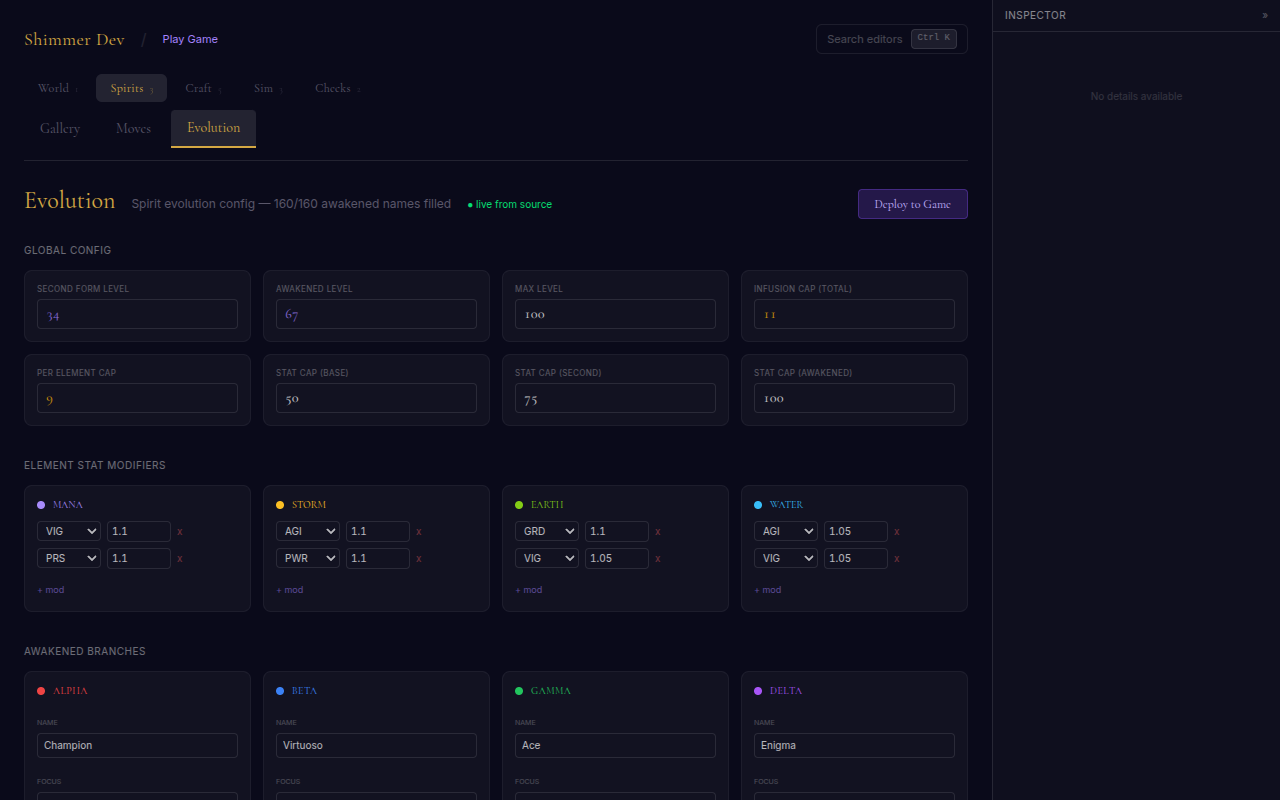 Shimmer Dev / Play Game
Search editors Ctrl K
INSPECTOR »
World Spirits 3 Craft Sim Checks
Gallery Moves Evolution
No details available
Evolution Spirit evolution config — 160/160 awakened names filled ● live from source Deploy to Game
GLOBAL CONFIG
SECOND FORM LEVEL AWAKENED LEVEL MAX LEVEL INFUSION CAP (TOTAL)
34 67 100 11
PER ELEMENT CAP STAT CAP (BASE) STAT CAP (SECOND) STAT CAP (AWAKENED)
9 50 75 100
ELEMENT STAT MODIFIERS
MANA STORM EARTH WATER
VIG 1.1 x AGI 1.1 x GRD 1.1 x AGI 1.05 x
PRS 1.1 x PWR 1.1 x VIG 1.05 x VIG 1.05 x
+ mod + mod + mod + mod
AWAKENED BRANCHES
ALPHA BETA GAMMA DELTA
NAME NAME NAME NAME
Champion Virtuoso Ace Enigma
FOCUS FOCUS FOCUS FOCUS